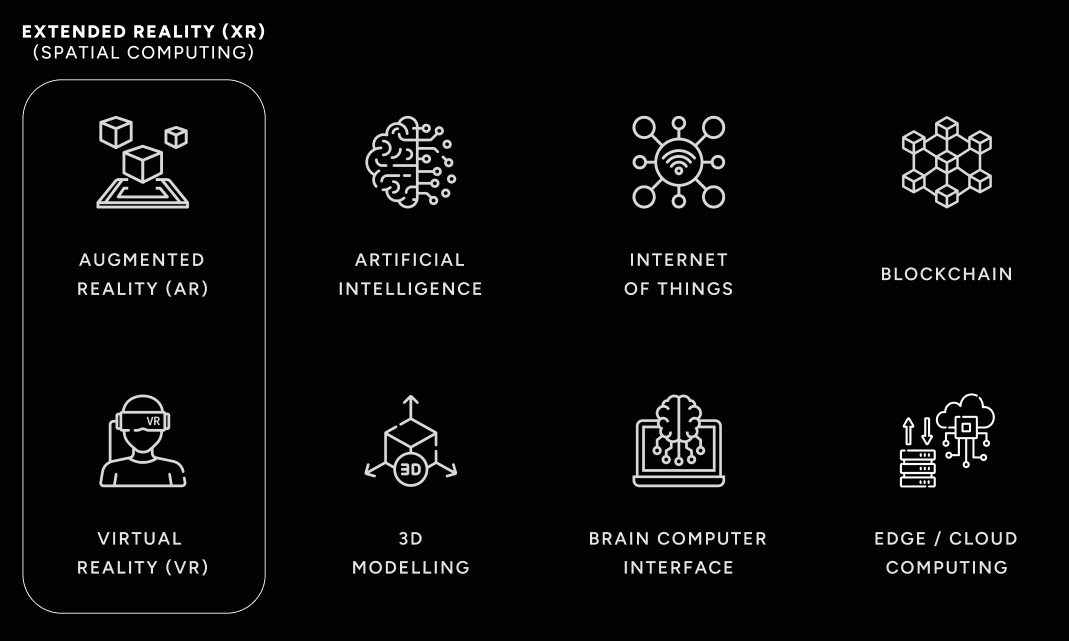 EXTENDED REALITY (XR)
(SPATIAL COMPUTING)
AUGMENTED
REALITY (AR)
ARTIFICIAL
INTELLIGENCE
INTERNET
OF THINGS
BLOCKCHAIN
VR
VIRTUAL
REALITY (VR)
3D
3D
MODELLING
BRAIN COMPUTER
INTERFACE
EDGE / CLOUD
COMPUTING